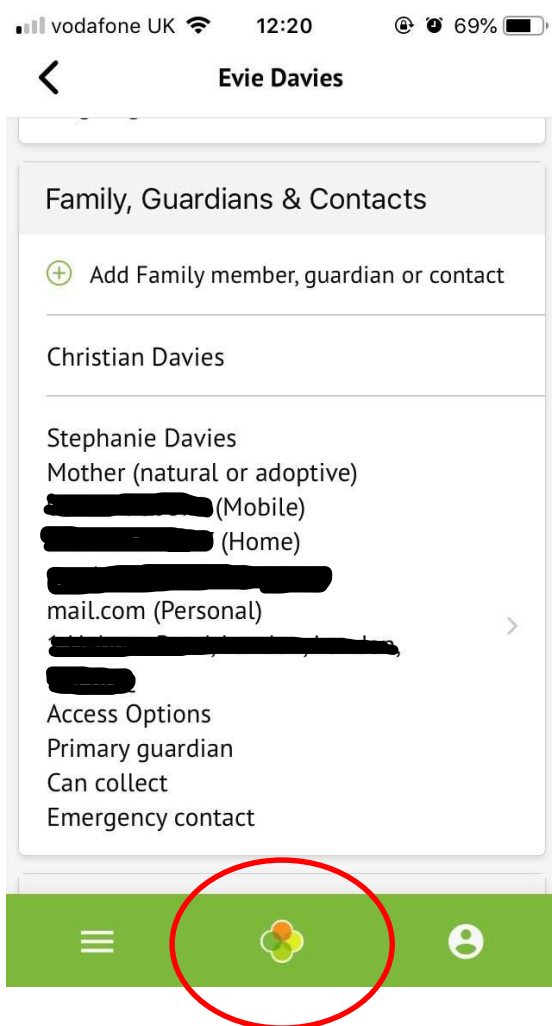 vodafone UK 12:20 69%
Evie Davies
Family, Guardians & Contacts
Add Family member, guardian or contact
Christian Davies
Stephanie Davies
Mother (natural or adoptive)
(Mobile)
(Home)
mail.com (Personal)
Access Options
Primary guardian
Can collect
Emergency contact